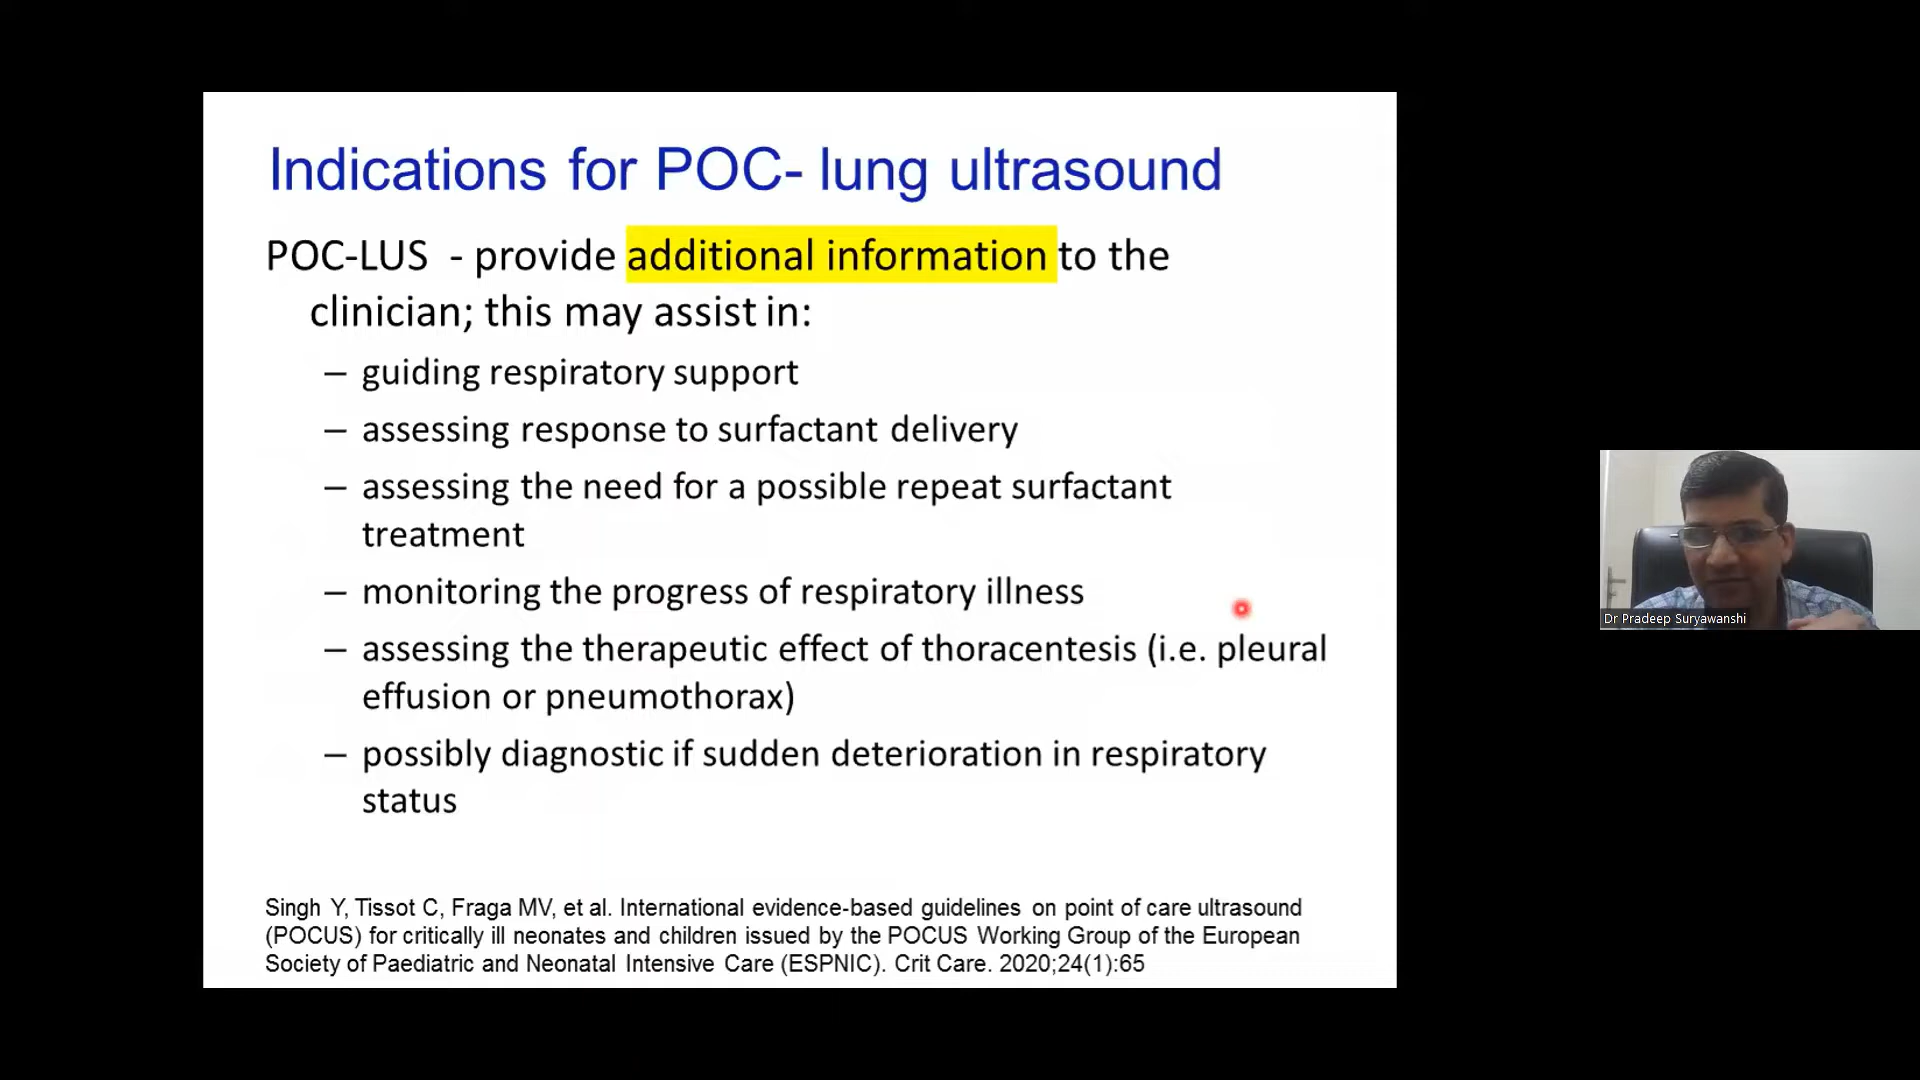 Indications for POC- lung ultrasound
POC-LUS - provide additional information to the
clinician; this may assist in:
– guiding respiratory support
– assessing response to surfactant delivery
– assessing the need for a possible repeat surfactant
treatment
– monitoring the progress of respiratory illness
– assessing the therapeutic effect of thoracentesis (i.e. pleural
effusion or pneumothorax)
– possibly diagnostic if sudden deterioration in respiratory
status
Singh Y, Tissot C, Fraga MV, et al. International evidence-based guidelines on point of care ultrasound
(POCUS) for critically ill neonates and children issued by the POCUS Working Group of the European
Society of Paediatric and Neonatal Intensive Care (ESPNIC). Crit Care. 2020;24(1):65
Dr Pradeep Suryawanshi